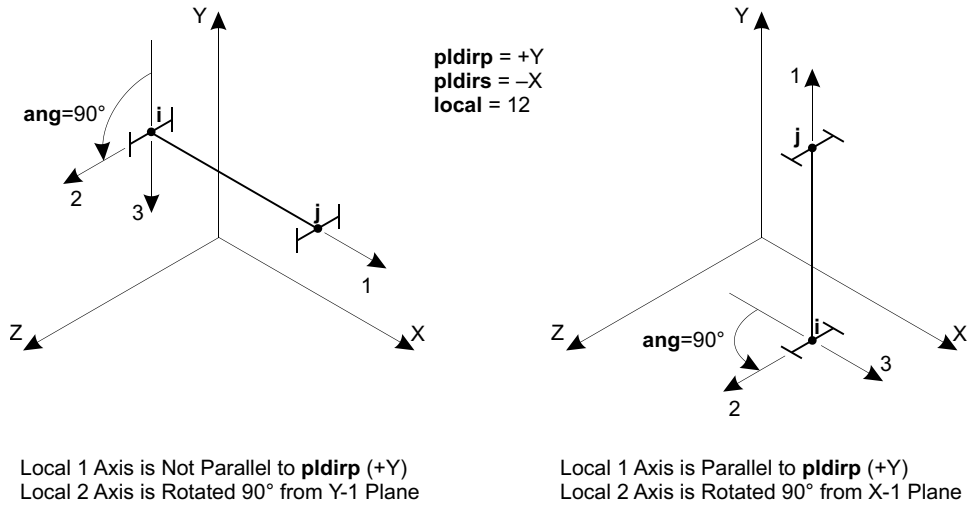 Y
ang=90°
i
2
3
j
1
Z
X
pldirp = +Y
pldirs = –X
local = 12
Y
1
j
Z
X
i
ang=90°
3
2
Local 1 Axis is Not Parallel to pldirp (+Y)
Local 2 Axis is Rotated 90° from Y-1 Plane
Local 1 Axis is Parallel to pldirp (+Y)
Local 2 Axis is Rotated 90° from X-1 Plane